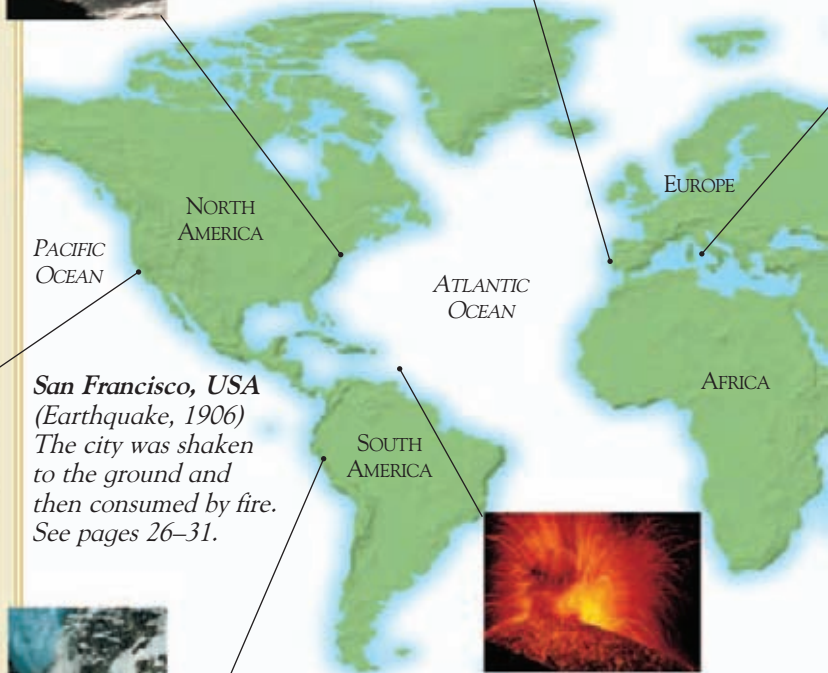 NORTH
AMERICA
EUROPE
PACIFIC
OCEAN
ATLANTIC
OCEAN
AFRICA
San Francisco, USA
(Earthquake, 1906)
The city was shaken
to the ground and
then consumed by fire.
See pages 26–31.
SOUTH
AMERICA